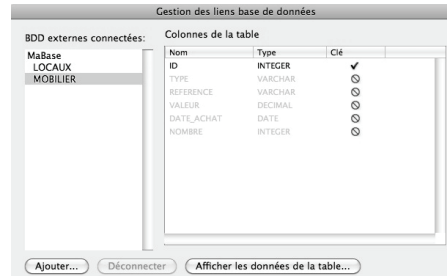 Gestion des liens base de données
BDD externes connectées:
MaBase
LOCAUX
MOBILIER
Colonnes de la table
Nom Type Clé
ID INTEGER
TYPE VARCHAR
REFERENCE VARCHAR
VALEUR DECIMAL
DATE_ACHAT DATE
NOMBRE INTEGER
Ajouter... Déconnecter Afficher les données de la table...